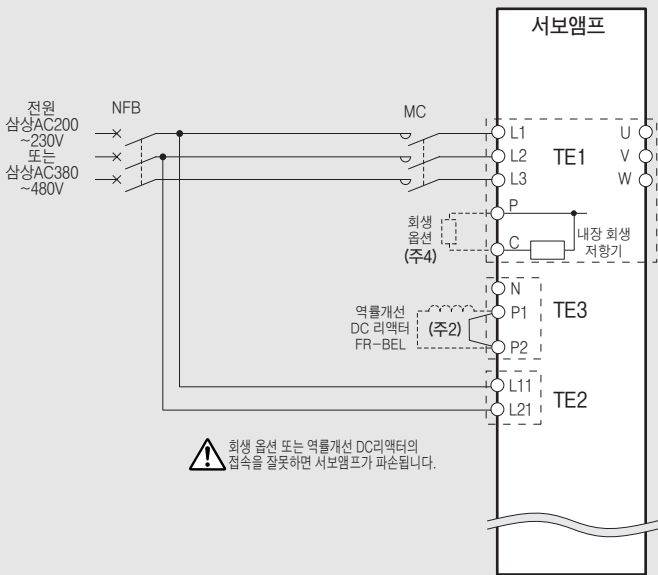 서보앰프
전원
삼상AC200
~230V
또는
삼상AC380
~480V
NFB
MC
L1
L2
L3
TE1
U
V
W
P
C
회생
옵션
(주4)
내장 회생
저항기
N
P1
P2
TE3
역률개선
DC 리액터
FR-BEL
(주2)
L11
L21
TE2
회생 옵션 또는 역률개선 DC리액터의
접속을 잘못하면 서보앰프가 파손됩니다.